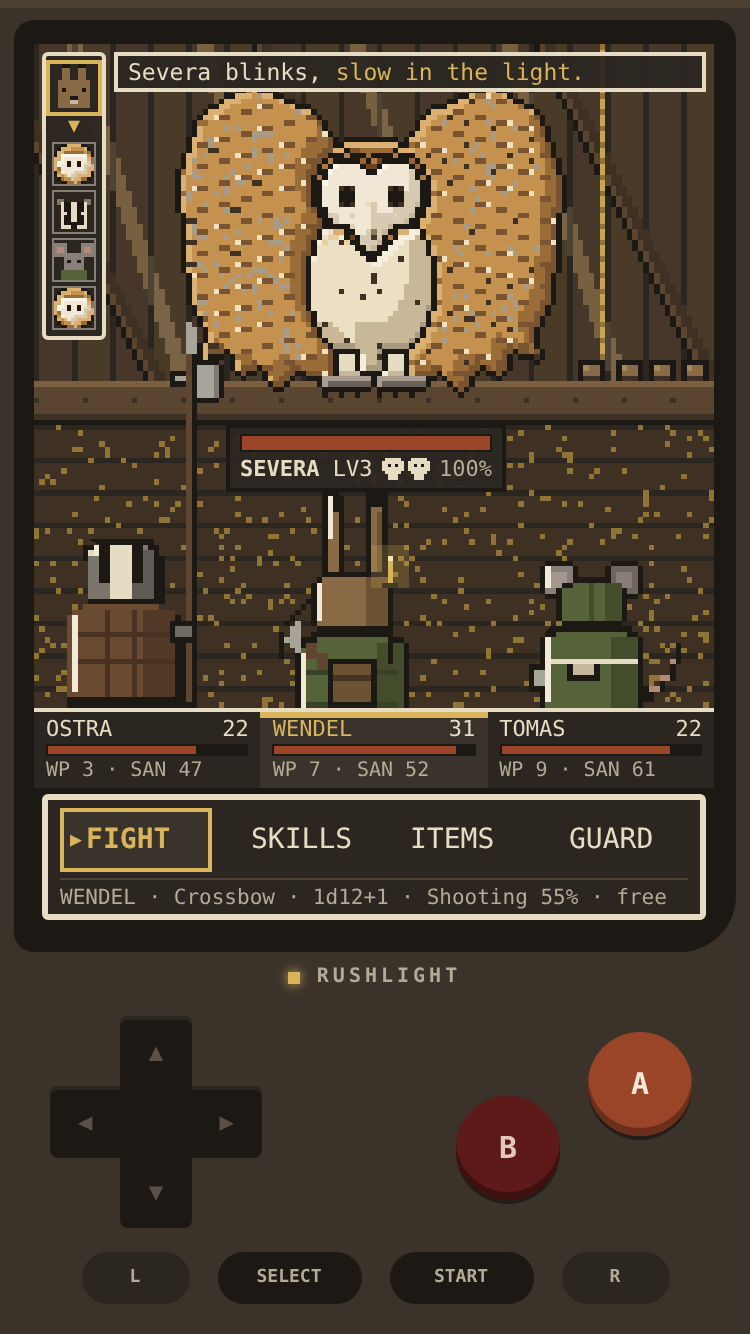 Severa blinks, slow in the light.
SEVERA LV3 100%
OSTRA 22 WENDEL 31 TOMAS 22
WP 3 · SAN 47 WP 7 · SAN 52 WP 9 · SAN 61
▶FIGHT SKILLS ITEMS GUARD
WENDEL · Crossbow · 1d12+1 · Shooting 55% · free
RUSHLIGHT
A
B
L SELECT START R